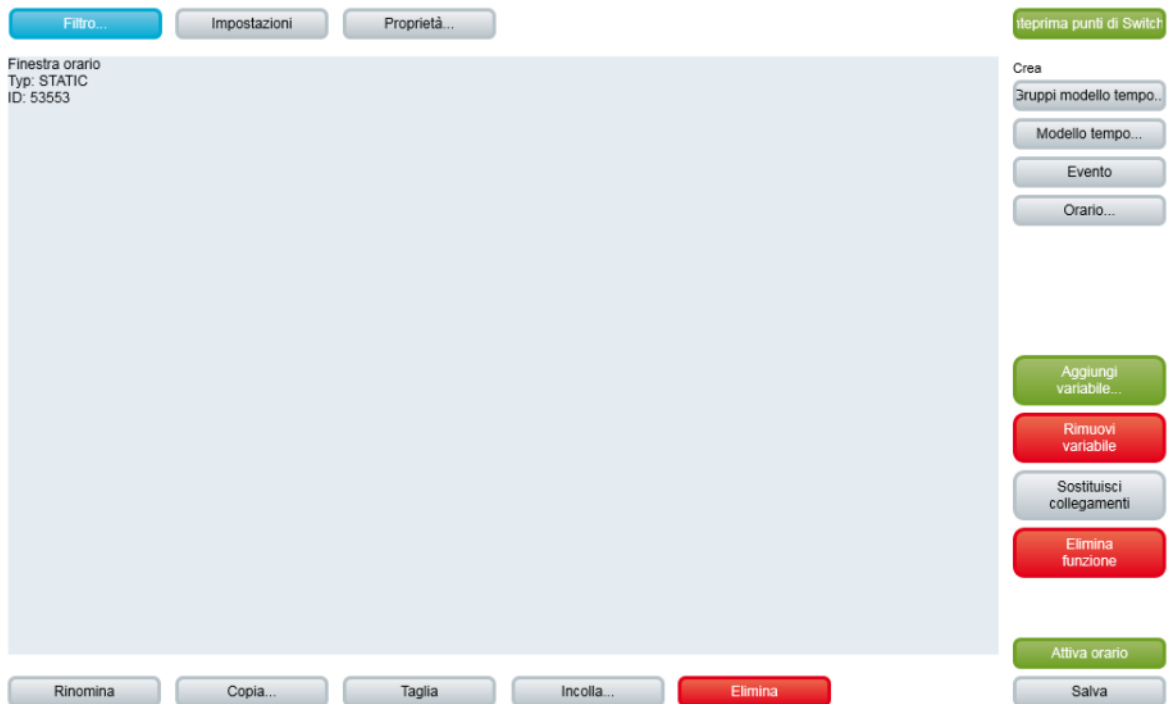 Filtro...
Impostazioni
Proprietà...
nteprima punti di Switch
Finestra orario
Typ: STATIC
ID: 53553
Crea
Gruppi modello tempo..
Modello tempo...
Evento
Orario...
Aggiungi
variabile...
Rimuovi
variabile
Sostituisci
collegamenti
Elimina
funzione
Attiva orario
Rinomina
Copia...
Taglia
Incolla...
Elimina
Salva